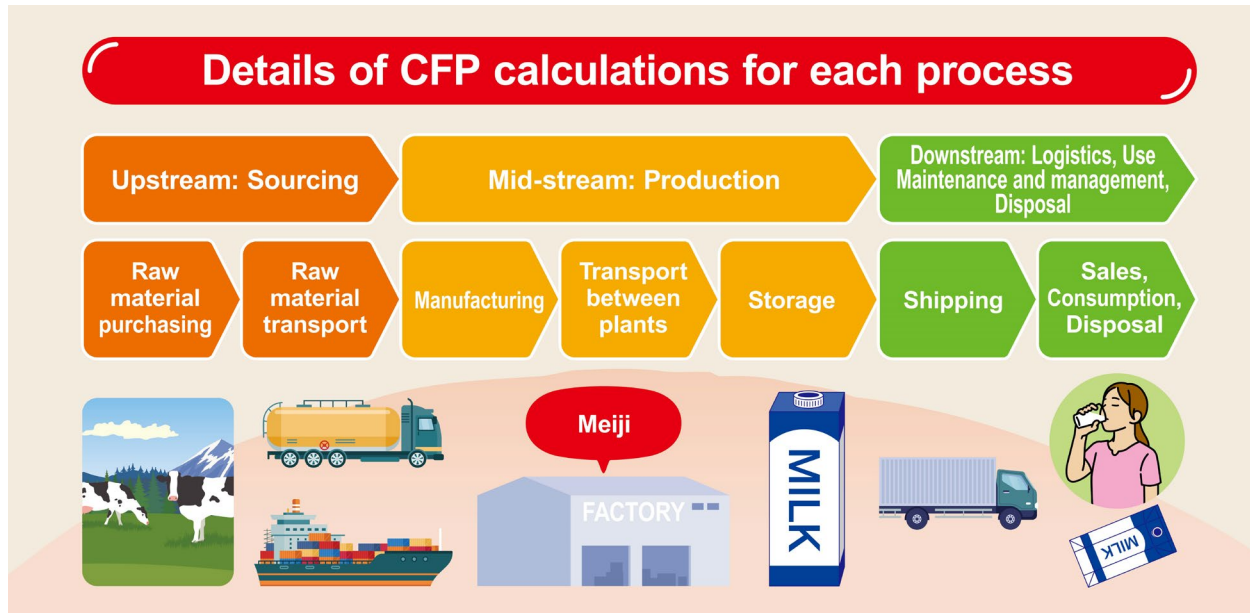 Details of CFP calculations for each process
Upstream: Sourcing
Mid-stream: Production
Downstream: Logistics, Use
Maintenance and management,
Disposal
Raw
material
purchasing
Raw
material
transport
Manufacturing
Transport
between
plants
Storage
Shipping
Sales,
Consumption,
Disposal
Meiji
FACTORY
MILK
MILK